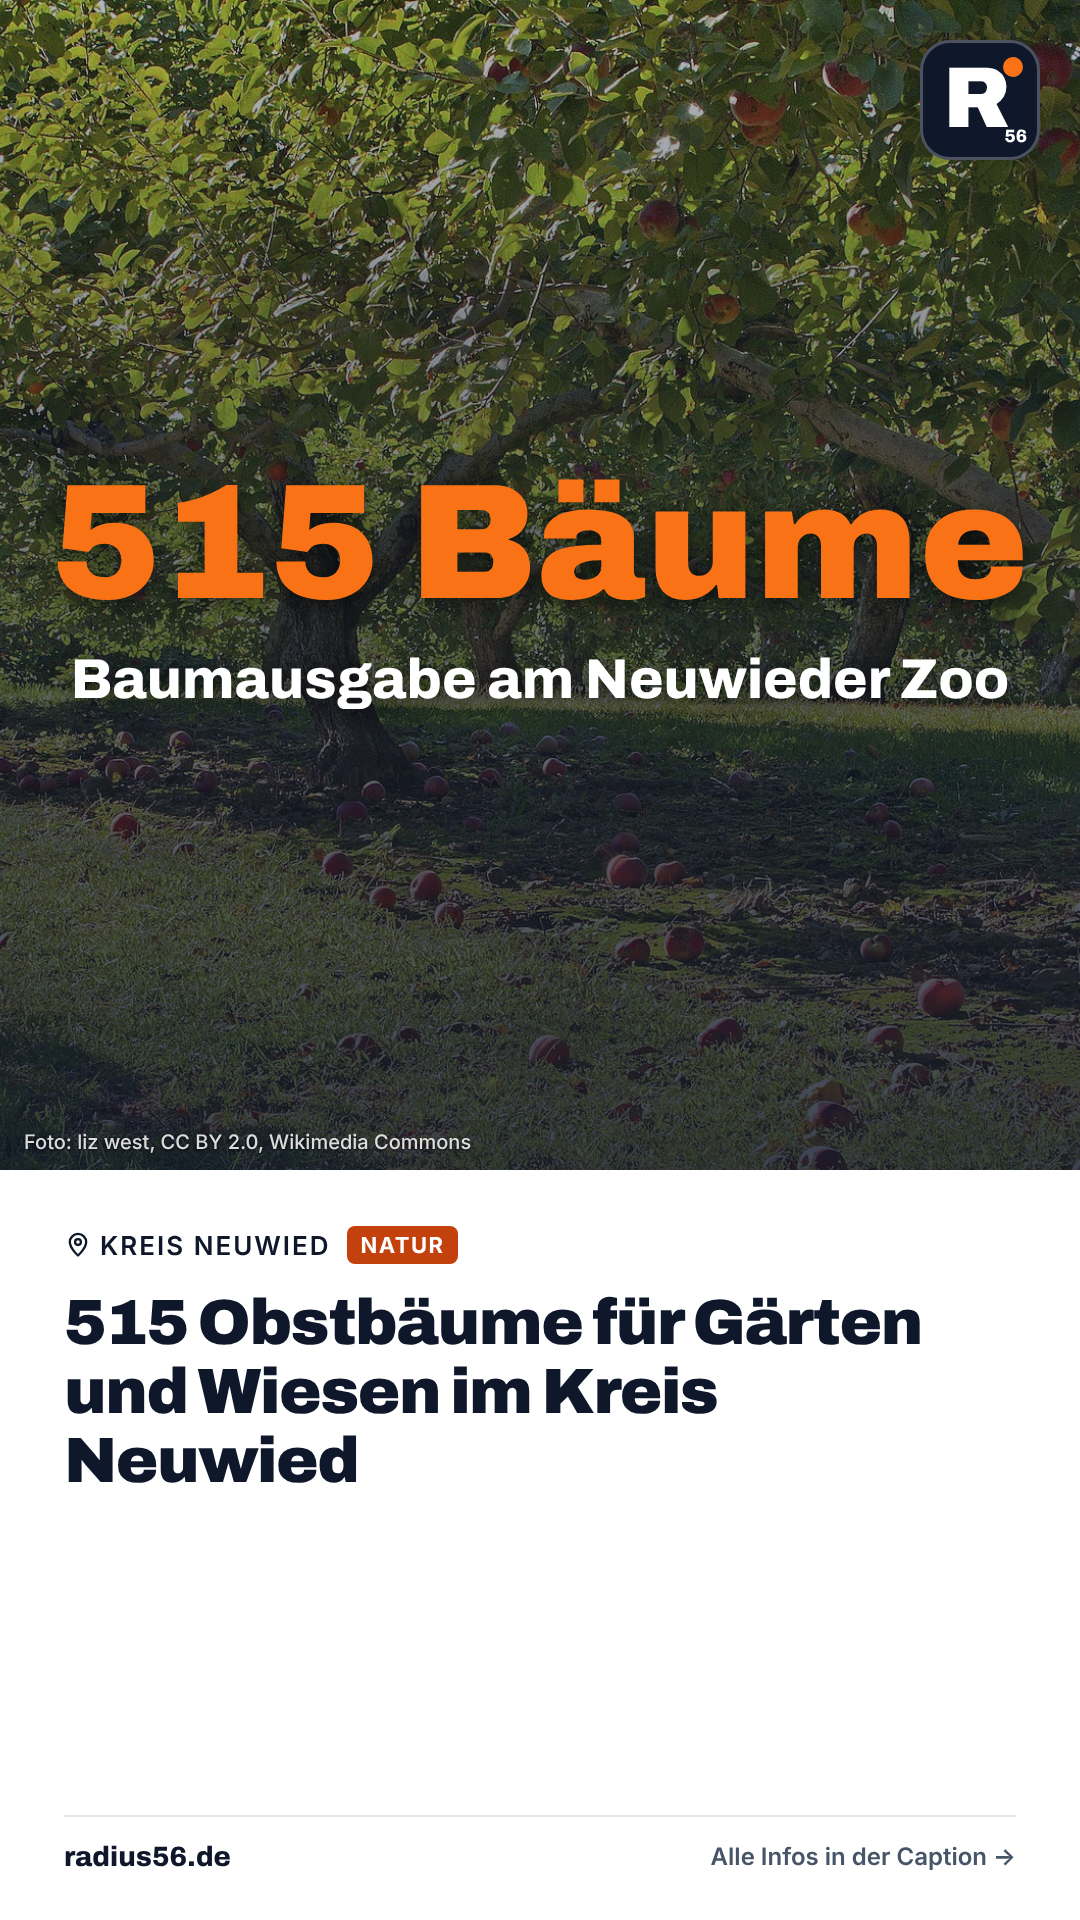 R
56
515 Bäume
Baumausgabe am Neuwieder Zoo
Foto: liz west, CC BY 2.0, Wikimedia Commons
KREIS NEUWIED NATUR
515 Obstbäume für Gärten
und Wiesen im Kreis
Neuwied
radius56.de
Alle Infos in der Caption →